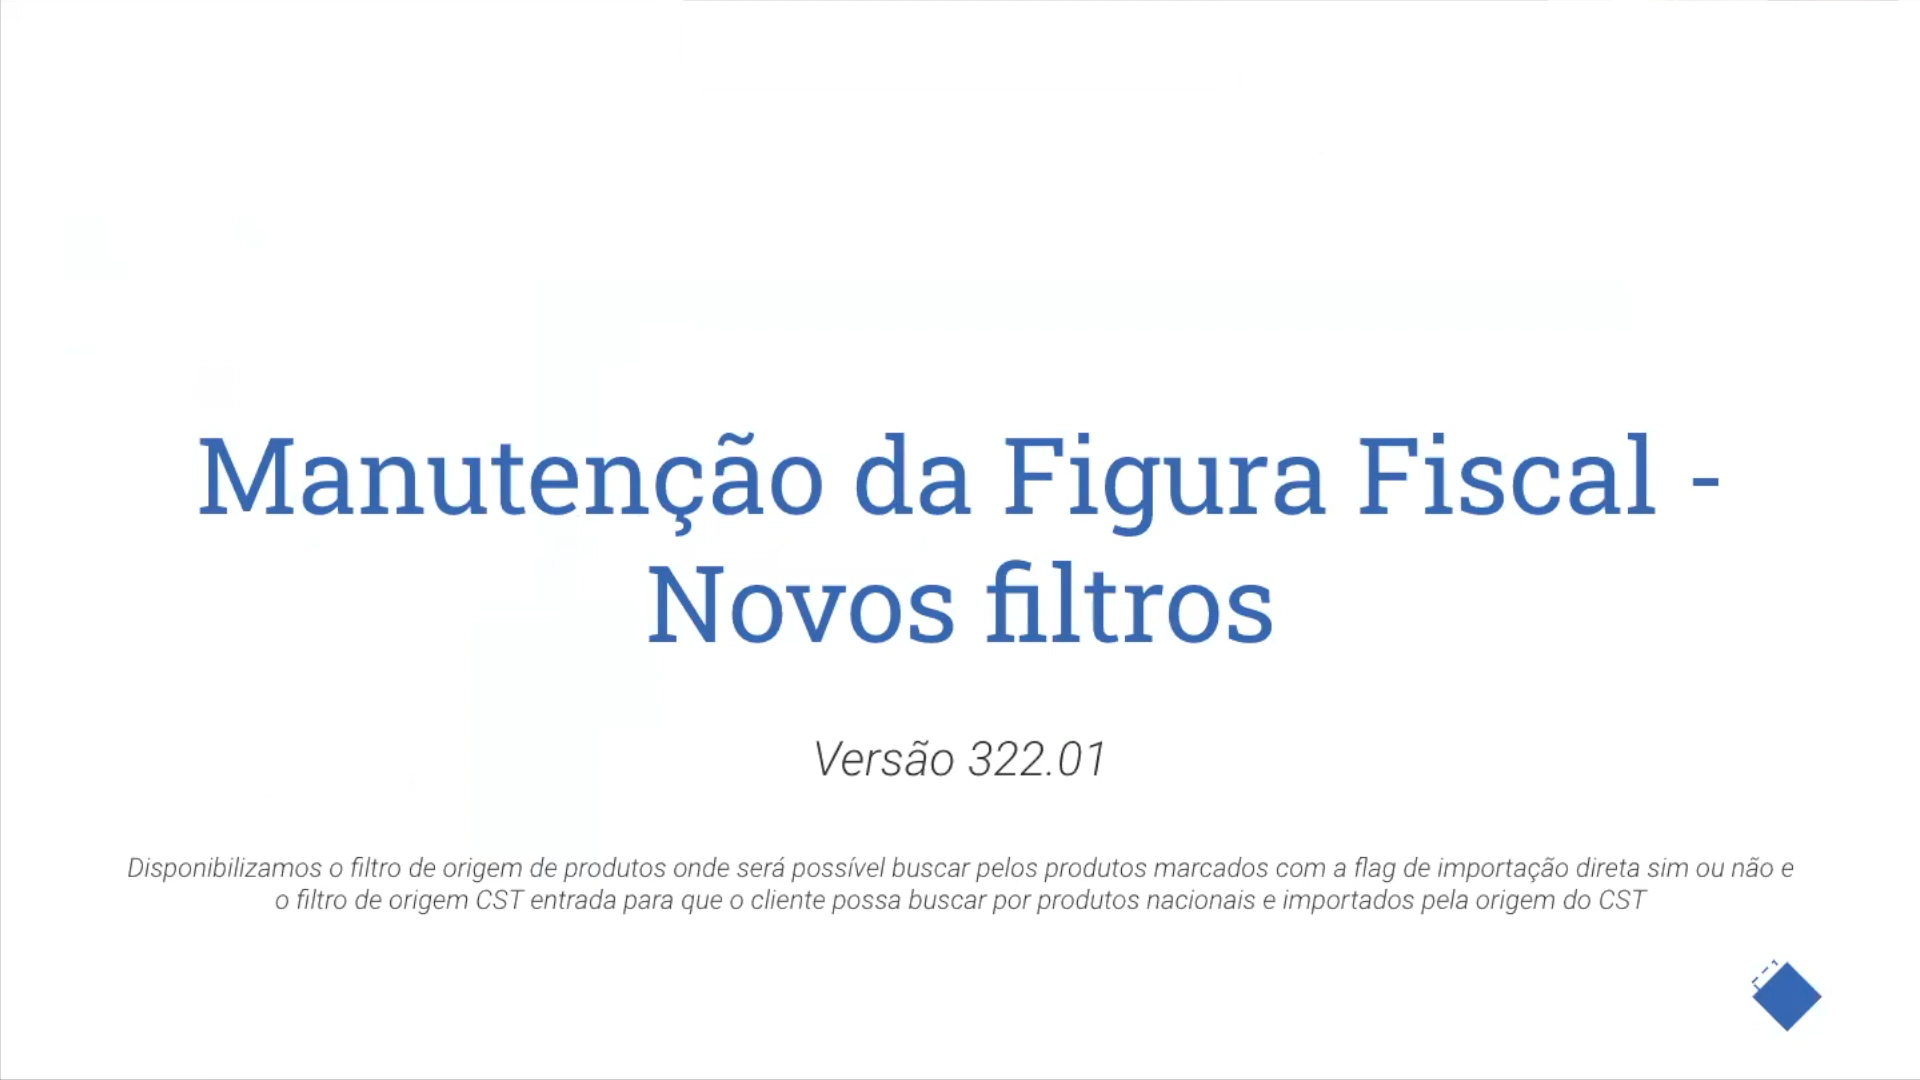 Manutenção da Figura Fiscal -
Novos filtros
Versão 322.01
Disponibilizamos o filtro de origem de produtos onde será possível buscar pelos produtos marcados com a flag de importação direta sim ou não e
o filtro de origem CST entrada para que o cliente possa buscar por produtos nacionais e importados pela origem do CST